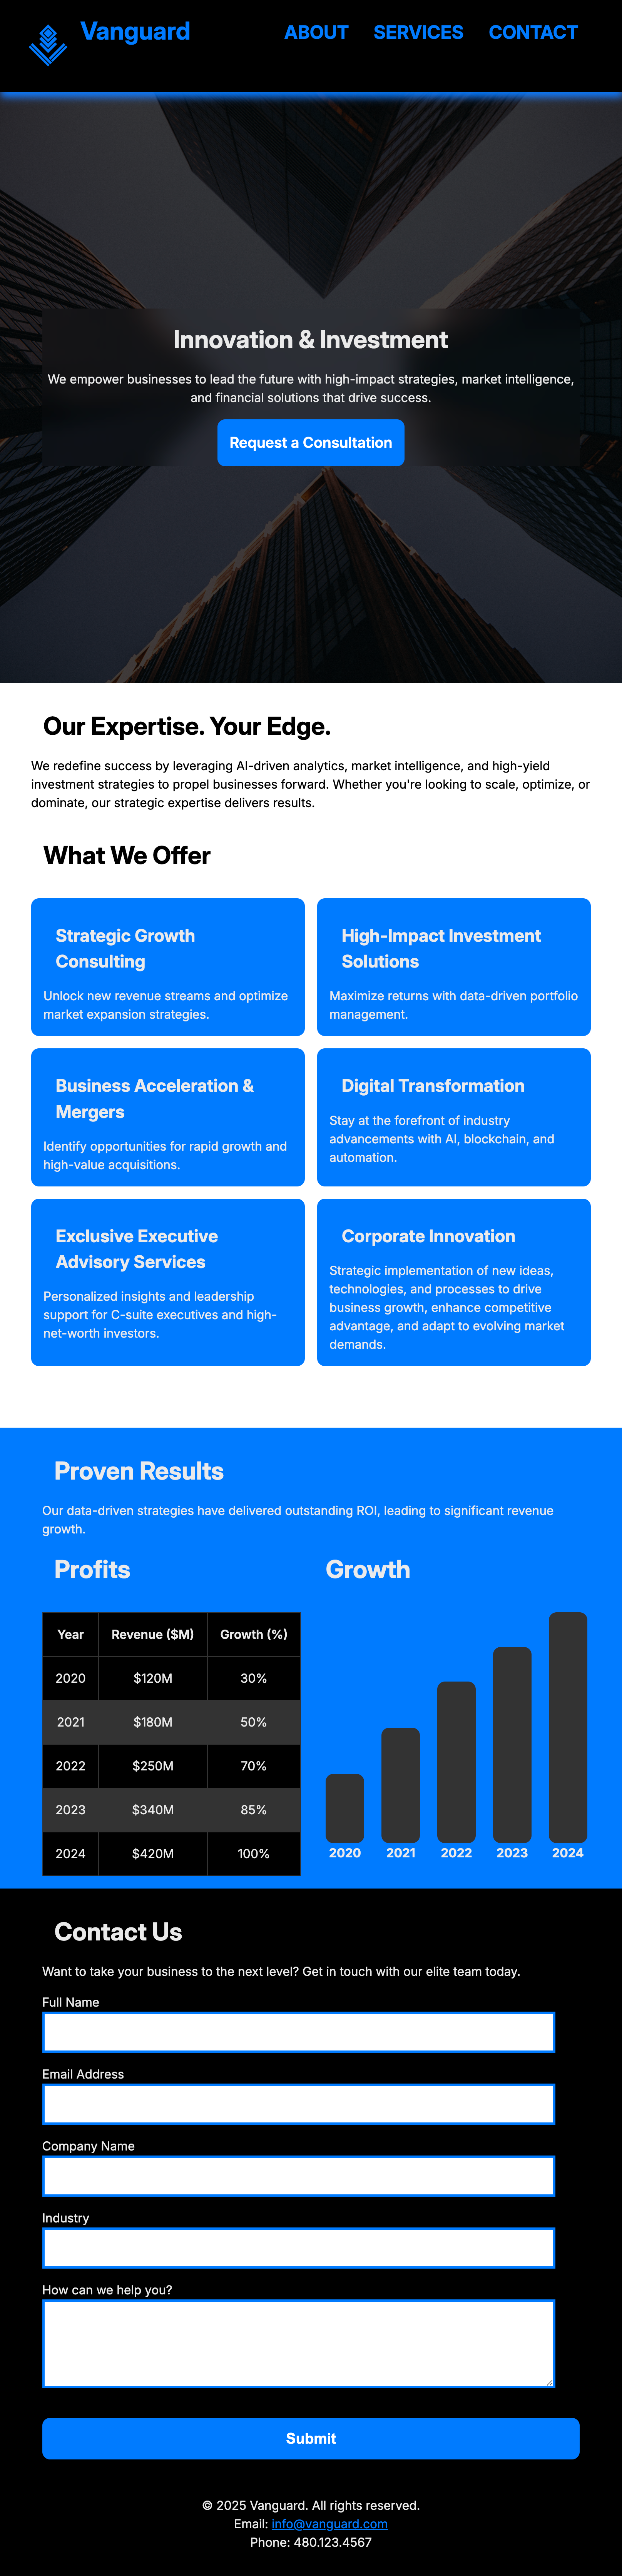 Vanguard
ABOUT SERVICES CONTACT
Innovation & Investment
We empower businesses to lead the future with high-impact strategies, market intelligence,
and financial solutions that drive success.
Request a Consultation
Our Expertise. Your Edge.
We redefine success by leveraging AI-driven analytics, market intelligence, and high-yield
investment strategies to propel businesses forward. Whether you're looking to scale, optimize, or
dominate, our strategic expertise delivers results.
What We Offer
Strategic Growth
Consulting
Unlock new revenue streams and optimize
market expansion strategies.
High-Impact Investment
Solutions
Maximize returns with data-driven portfolio
management.
Business Acceleration &
Mergers
Identify opportunities for rapid growth and
high-value acquisitions.
Digital Transformation
Stay at the forefront of industry
advancements with AI, blockchain, and
automation.
Exclusive Executive
Advisory Services
Personalized insights and leadership
support for C-suite executives and high-
net-worth investors.
Corporate Innovation
Strategic implementation of new ideas,
technologies, and processes to drive
business growth, enhance competitive
advantage, and adapt to evolving market
demands.
Proven Results
Our data-driven strategies have delivered outstanding ROI, leading to significant revenue
growth.
Profits
Year Revenue ($M) Growth (%)
2020 $120M 30%
2021 $180M 50%
2022 $250M 70%
2023 $340M 85%
2024 $420M 100%
Growth
2020 2021 2022 2023 2024
Contact Us
Want to take your business to the next level? Get in touch with our elite team today.
Full Name
Email Address
Company Name
Industry
How can we help you?
Submit
© 2025 Vanguard. All rights reserved.
Email: info@vanguard.com
Phone: 480.123.4567